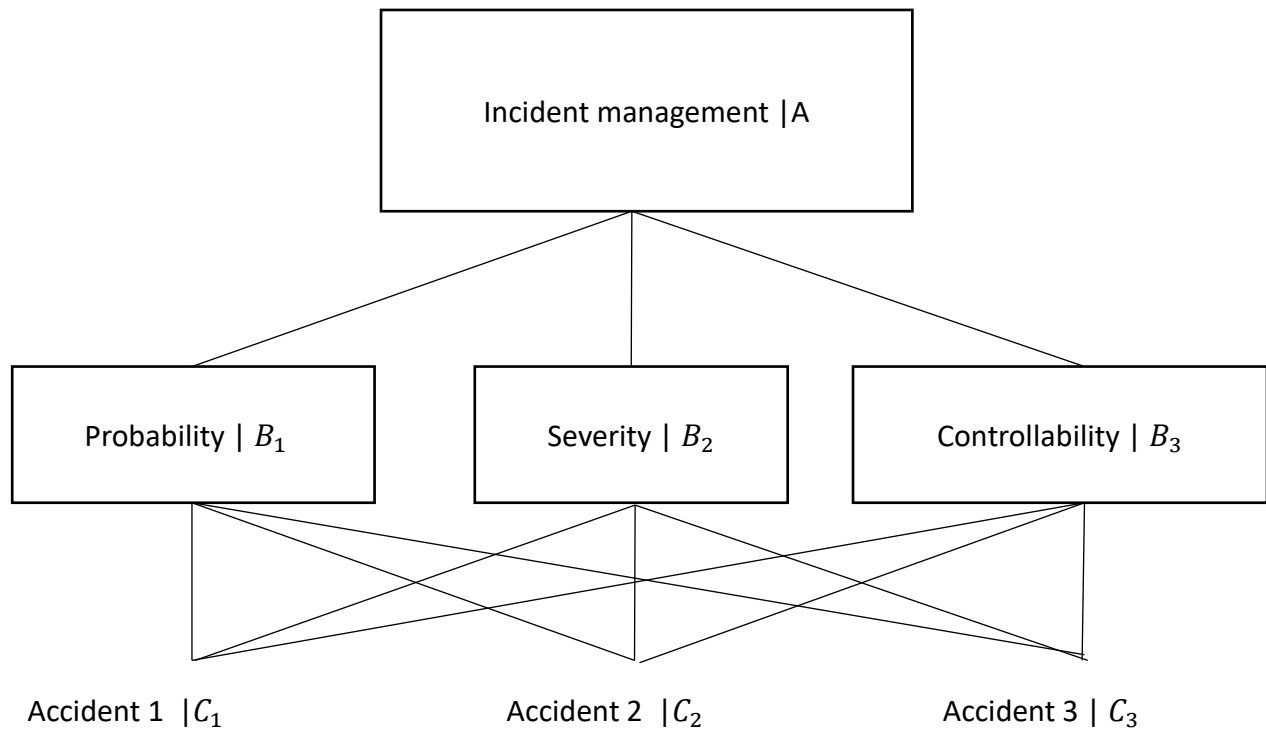 Incident management |A
Probability | B₁
Severity | B₂
Controllability | B₃
Accident 1 |C₁
Accident 2 |C₂
Accident 3 | C₃